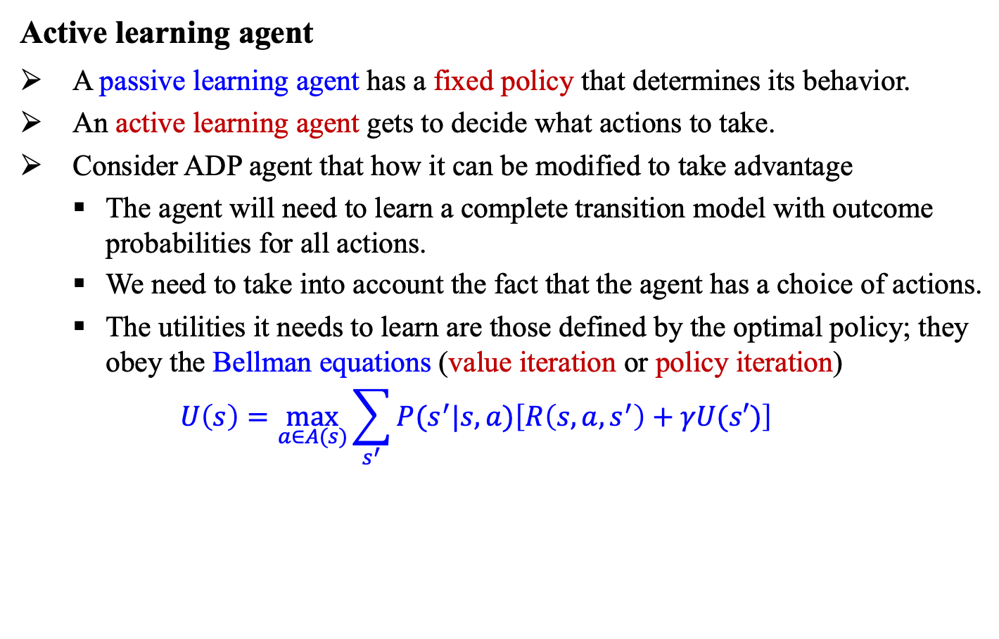 Active learning agent
➢ A passive learning agent has a fixed policy that determines its behavior.
➢ An active learning agent gets to decide what actions to take.
➢ Consider ADP agent that how it can be modified to take advantage
▪ The agent will need to learn a complete transition model with outcome
probabilities for all actions.
▪ We need to take into account the fact that the agent has a choice of actions.
▪ The utilities it needs to learn are those defined by the optimal policy; they
obey the Bellman equations (value iteration or policy iteration)
U(s) = max_{a∈A(s)} ∑_{s′} P(s′|s, a)[R(s, a, s′) + γU(s′)]